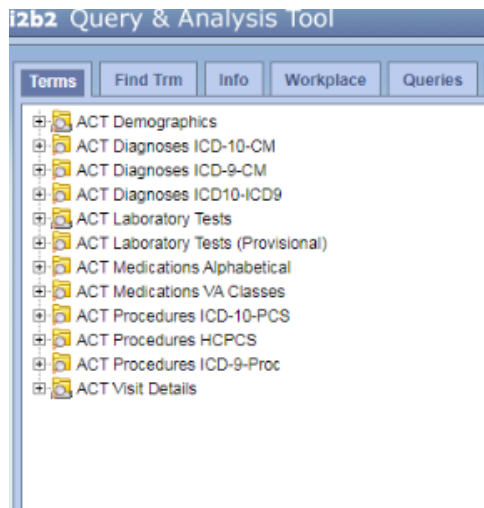 i2b2 Query & Analysis Tool
Terms Find Trm Info Workplace Queries
ACT Demographics
ACT Diagnoses ICD-10-CM
ACT Diagnoses ICD-9-CM
ACT Diagnoses ICD10-ICD9
ACT Laboratory Tests
ACT Laboratory Tests (Provisional)
ACT Medications Alphabetical
ACT Medications VA Classes
ACT Procedures ICD-10-PCS
ACT Procedures HCPCS
ACT Procedures ICD-9-Proc
ACT Visit Details